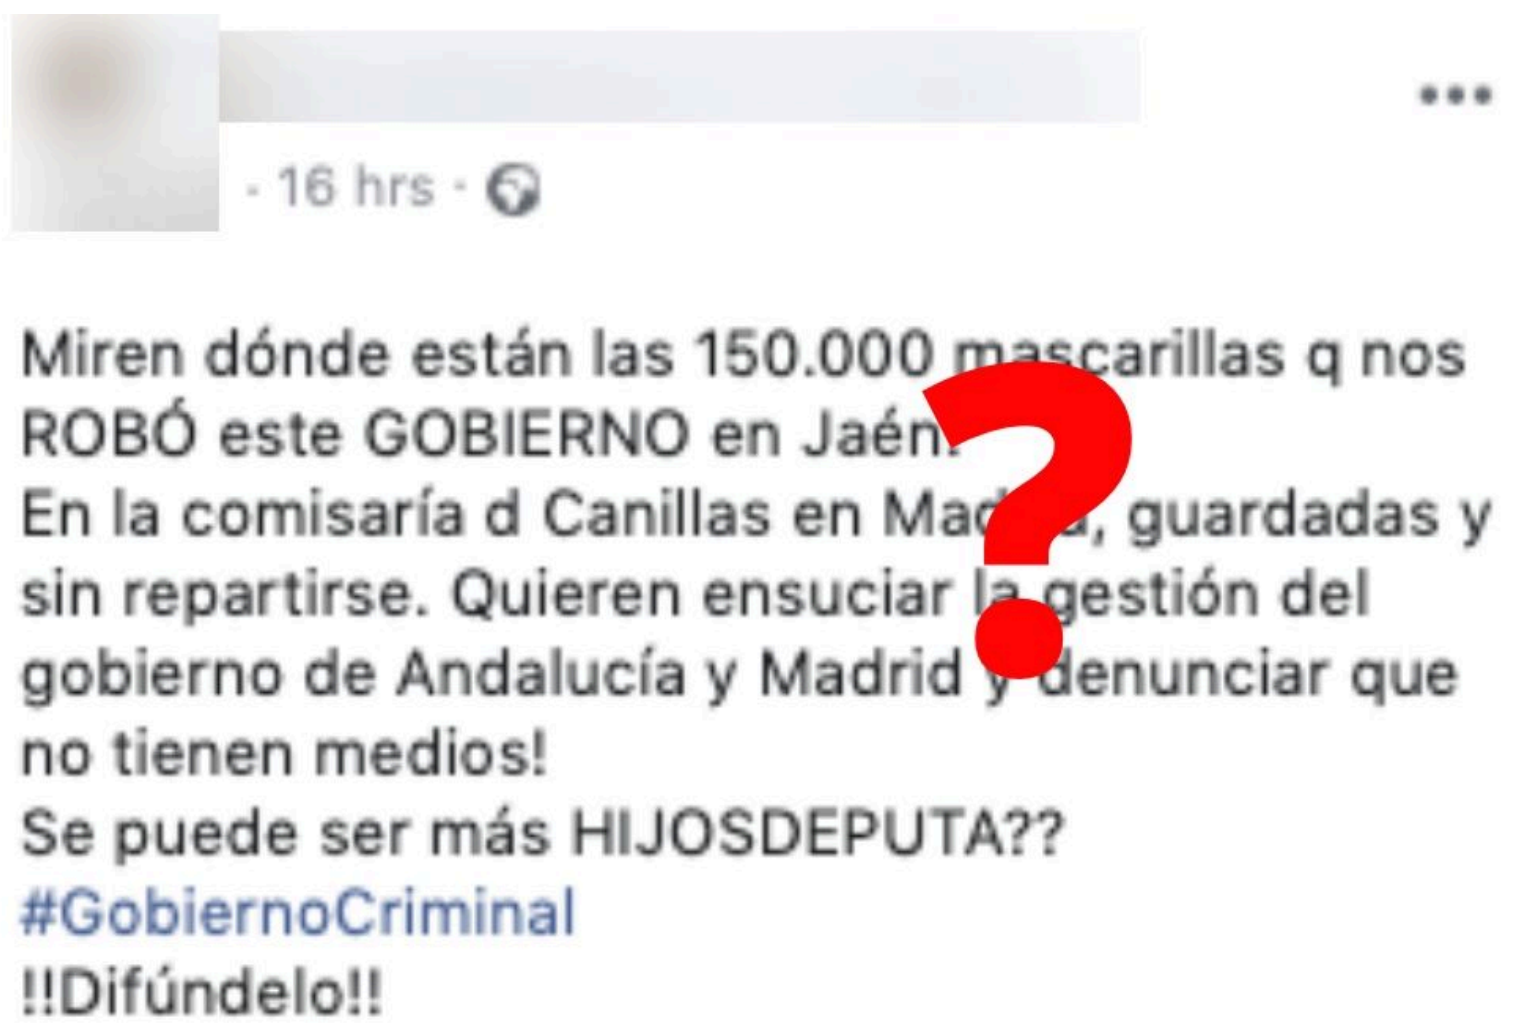 · 16 hrs ·
Miren dónde están las 150.000 mascarillas q nos
ROBÓ este GOBIERNO en Jaén.
En la comisaría d Canillas en Madrid, guardadas y
sin repartirse. Quieren ensuciar la gestión del
gobierno de Andalucía y Madrid y denunciar que
no tienen medios!
Se puede ser más HIJOSDEPUTA??
#GobiernoCriminal
!!Difúndelo!!
?